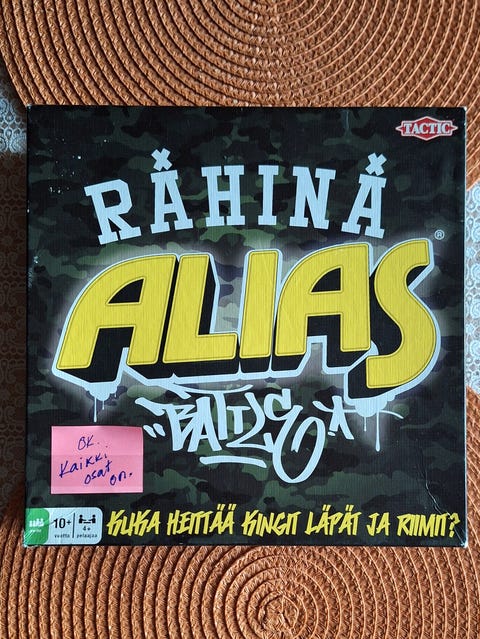 TACTIC
RÄHINÄ
ALIAS®
"BATTLE"
OK..
Kaikki
osat
on.
10+
vuotta
4+
pelaajaa
KUKA HEITTÄÄ KINGIT LÄPÄT JA RIIMIT?